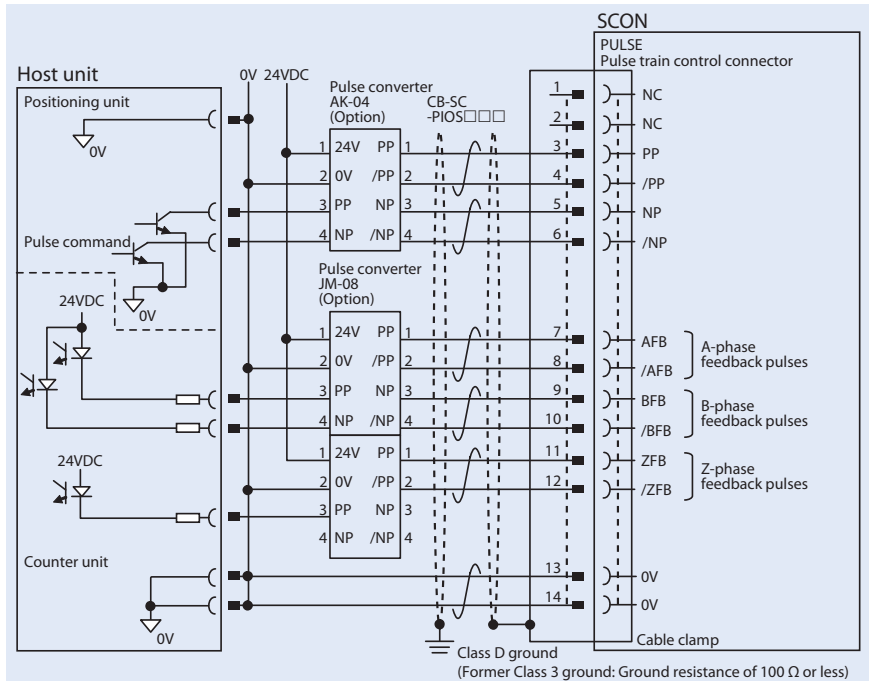 SCON
PULSE
Pulse train control connector
Host unit
0V 24VDC
Positioning unit
0V
Pulse converter
AK-04
(Option)
CB-SC
-PIOS□□□
1 24V PP 1
2 0V /PP 2
3 PP NP 3
4 NP /NP 4
1 NC
2 NC
3 PP
4 /PP
5 NP
6 /NP
Pulse command
0V
24VDC
Pulse converter
JM-08
(Option)
1 24V PP 1
2 0V /PP 2
3 PP NP 3
4 NP /NP 4
7 AFB
8 /AFB
A-phase
feedback pulses
9 BFB
10 /BFB
B-phase
feedback pulses
24VDC
1 24V PP 1
2 0V /PP 2
3 PP NP 3
4 NP /NP 4
11 ZFB
12 /ZFB
Z-phase
feedback pulses
Counter unit
0V
13 0V
14 0V
Cable clamp
Class D ground
(Former Class 3 ground: Ground resistance of 100 Ω or less)